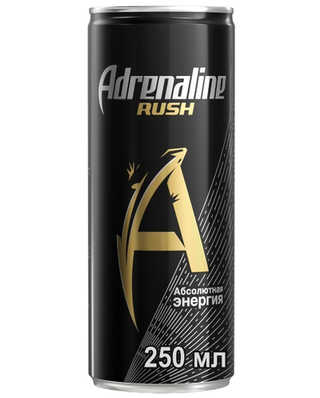 Adrenaline
RUSH
A
Абсолютная
энергия
250 мл